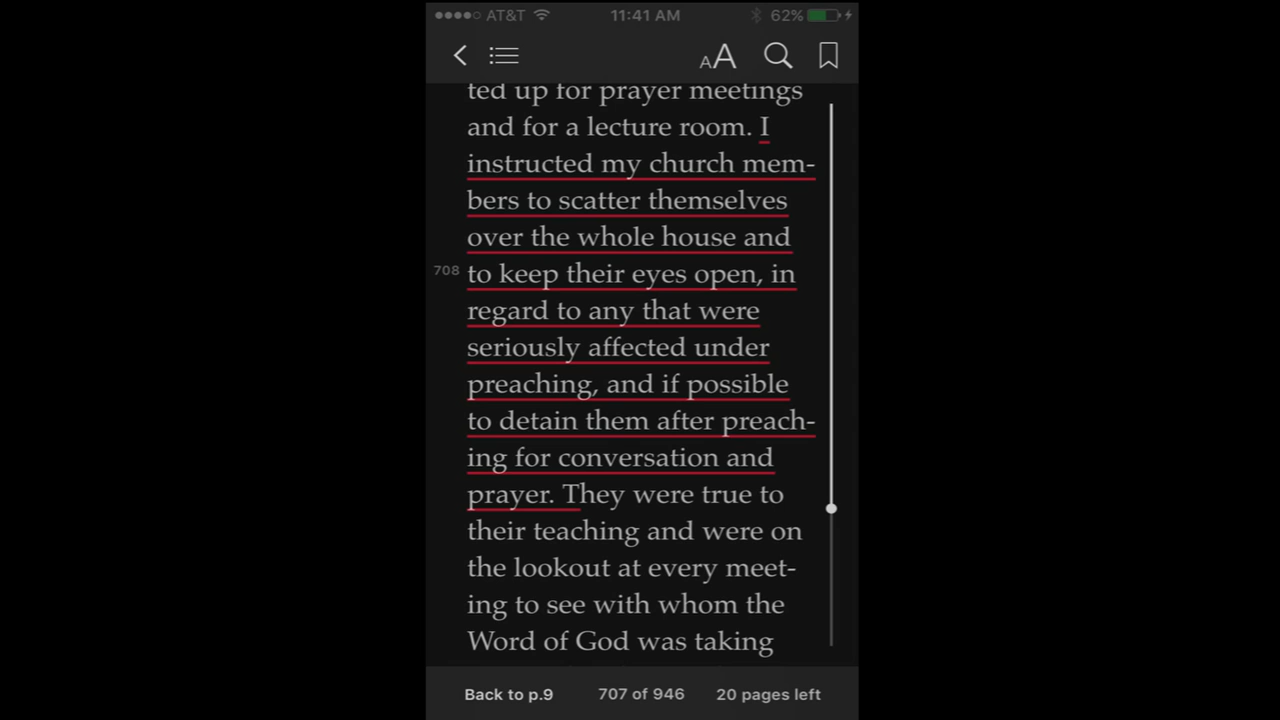 AT&T 11:41 AM 62%
AA
ted up for prayer meetings
and for a lecture room. I
instructed my church mem-
bers to scatter themselves
over the whole house and
708 to keep their eyes open, in
regard to any that were
seriously affected under
preaching, and if possible
to detain them after preach-
ing for conversation and
prayer. They were true to
their teaching and were on
the lookout at every meet-
ing to see with whom the
Word of God was taking
Back to p.9 707 of 946 20 pages left